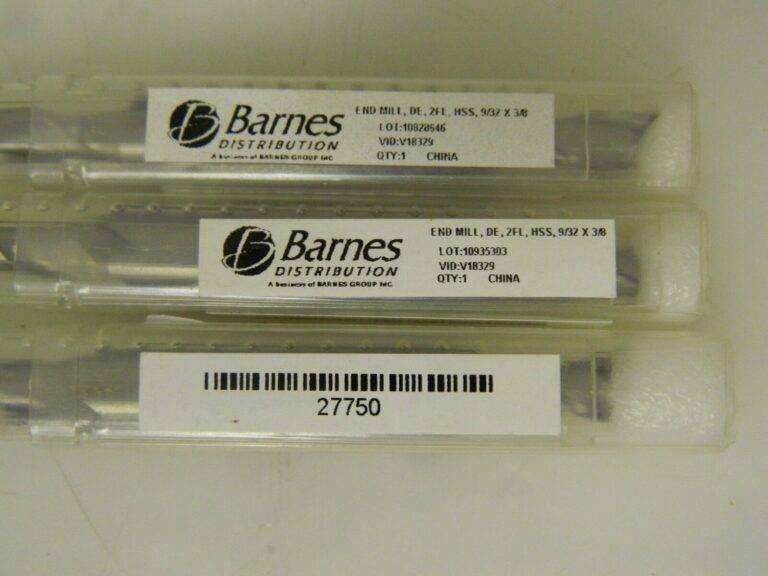 Barnes
DISTRIBUTION
A business of BARNES GROUP INC
END MILL, DE, 2FL, HSS, 9/32 X 3/8
LOT:10828646
VID:V18329
QTY:1 CHINA
Barnes
DISTRIBUTION
A business of BARNES GROUP INC
END MILL, DE, 2FL, HSS, 9/32 X 3/8
LOT:10935303
VID:V18329
QTY:1 CHINA
27750